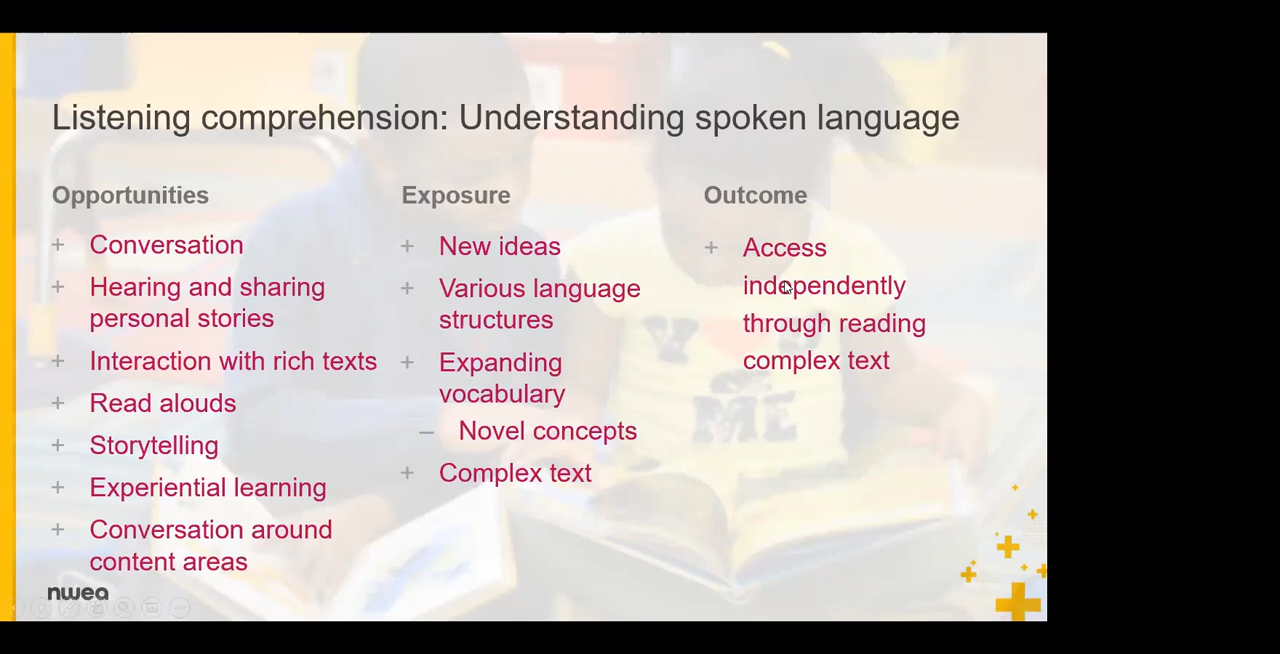 Listening comprehension: Understanding spoken language
Opportunities
+ Conversation
+ Hearing and sharing
personal stories
+ Interaction with rich texts
+ Read alouds
+ Storytelling
+ Experiential learning
+ Conversation around
content areas
Exposure
+ New ideas
+ Various language
structures
+ Expanding
vocabulary
– Novel concepts
+ Complex text
Outcome
+ Access
independently
through reading
complex text
Y
ME
nwea